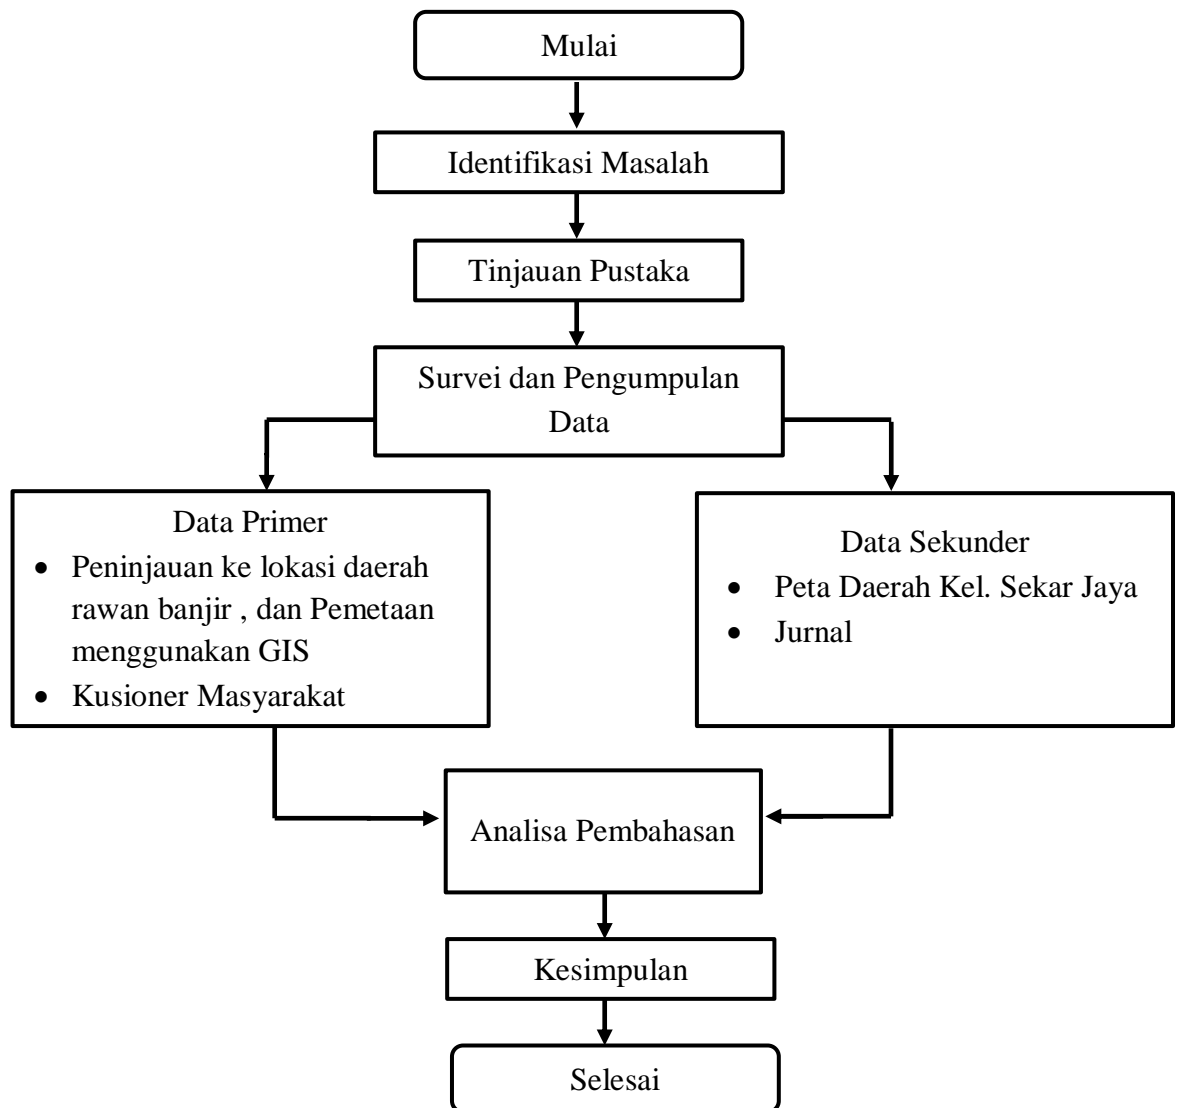 Mulai
Identifikasi Masalah
Tinjauan Pustaka
Survei dan Pengumpulan
Data
Data Primer
• Peninjauan ke lokasi daerah
rawan banjir , dan Pemetaan
menggunakan GIS
• Kusioner Masyarakat
Data Sekunder
• Peta Daerah Kel. Sekar Jaya
• Jurnal
Analisa Pembahasan
Kesimpulan
Selesai